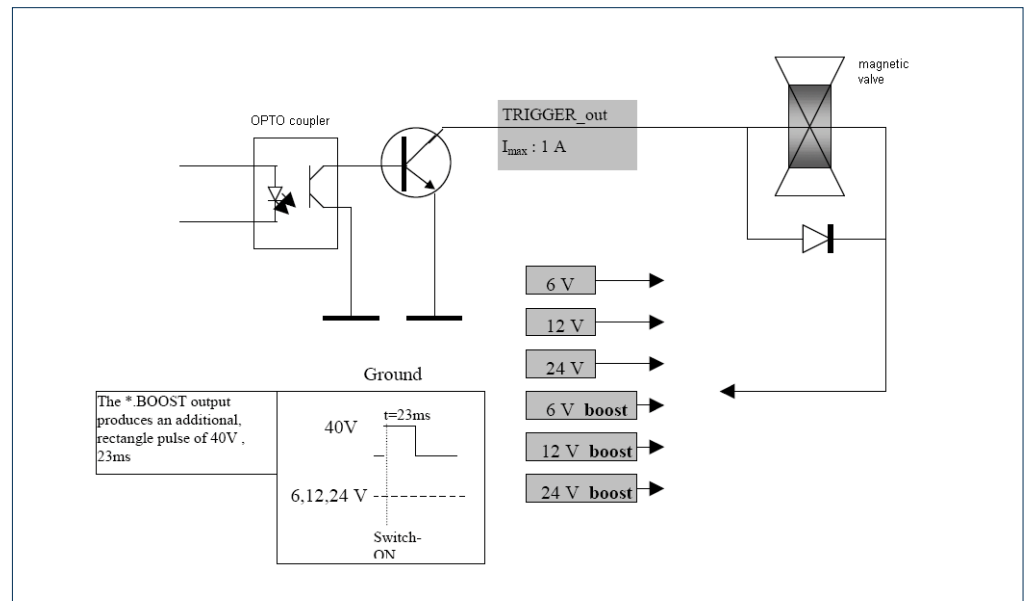 magnetic
valve
TRIGGER_out
Imax : 1 A
OPTO coupler
6 V
12 V
24 V
Ground
6 V boost
12 V boost
24 V boost
The *.BOOST output
produces an additional,
rectangle pulse of 40V ,
23ms
t=23ms
40V
6,12,24 V
Switch-
ON